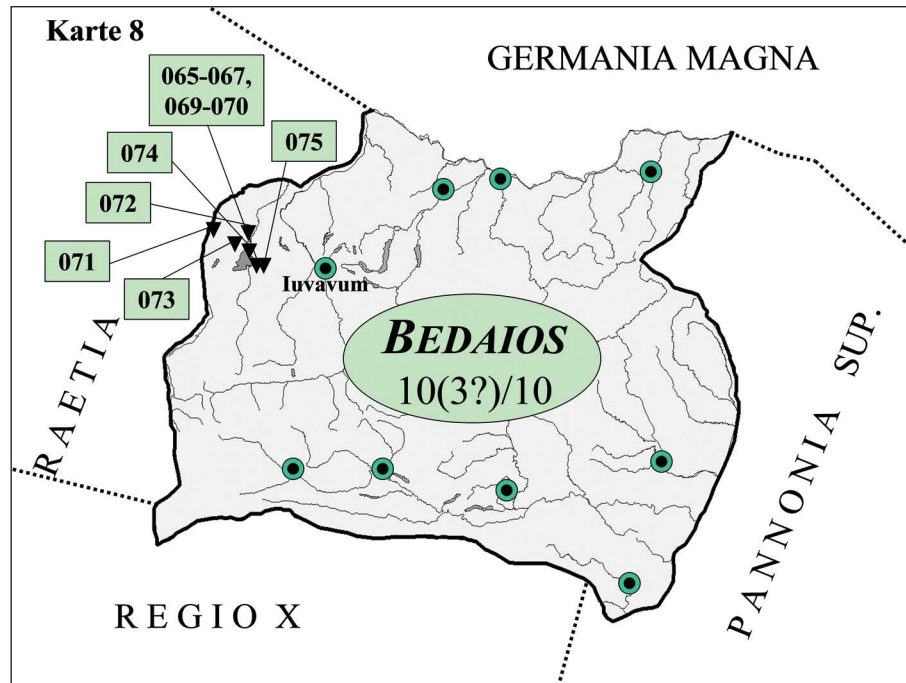 Karte 8
GERMANIA MAGNA
065-067,
069-070
074
075
072
071
073
Iuvavum
BEDAIOS
10(3?)/10
RAETIA
PANNONIA SUP.
REGIO X